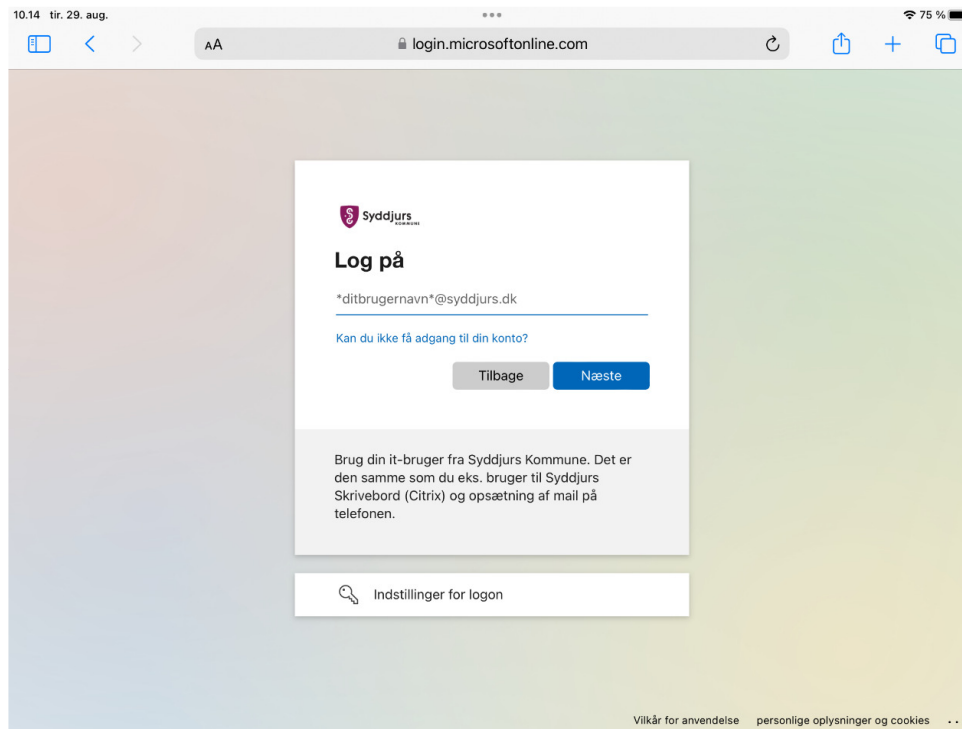 10.14 tir. 29. aug.
75 %
AA
login.microsoftonline.com
Syddjurs
KOMMUNE
Log på
*ditbrugernavn*@syddjurs.dk
Kan du ikke få adgang til din konto?
Tilbage
Næste
Brug din it-bruger fra Syddjurs Kommune. Det er
den samme som du eks. bruger til Syddjurs
Skrivebord (Citrix) og opsætning af mail på
telefonen.
Indstillinger for logon
Vilkår for anvendelse
personlige oplysninger og cookies